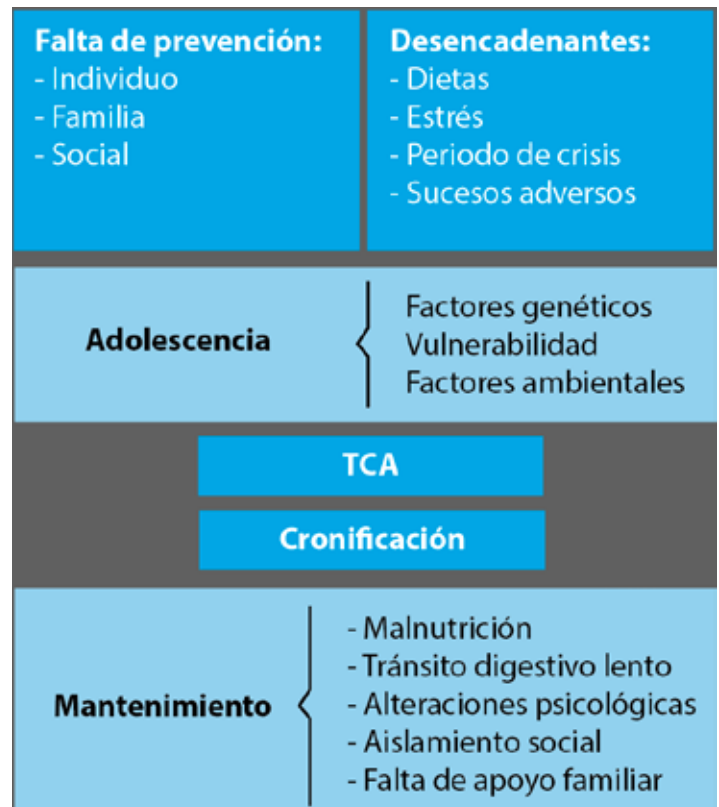 Falta de prevención:
- Individuo
- Familia
- Social
Desencadenantes:
- Dietas
- Estrés
- Periodo de crisis
- Sucesos adversos
Adolescencia
Factores genéticos
Vulnerabilidad
Factores ambientales
TCA
Cronificación
Mantenimiento
- Malnutrición
- Tránsito digestivo lento
- Alteraciones psicológicas
- Aislamiento social
- Falta de apoyo familiar